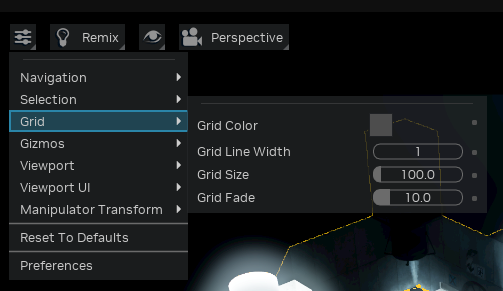 Remix
Perspective
Navigation
Selection
Grid
Gizmos
Viewport
Viewport UI
Manipulator Transform
Reset To Defaults
Preferences
Grid Color
Grid Line Width 1
Grid Size 100.0
Grid Fade 10.0